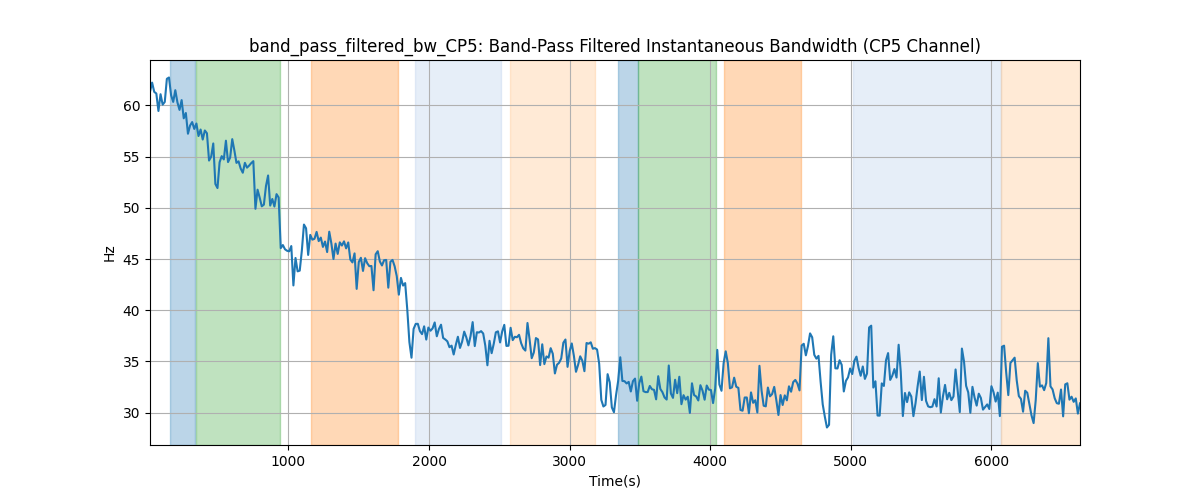 band_pass_filtered_bw_CP5: Band-Pass Filtered Instantaneous Bandwidth (CP5 Channel)
60
55
50
45
40
35
30
Hz
1000 2000 3000 4000 5000 6000
Time(s)